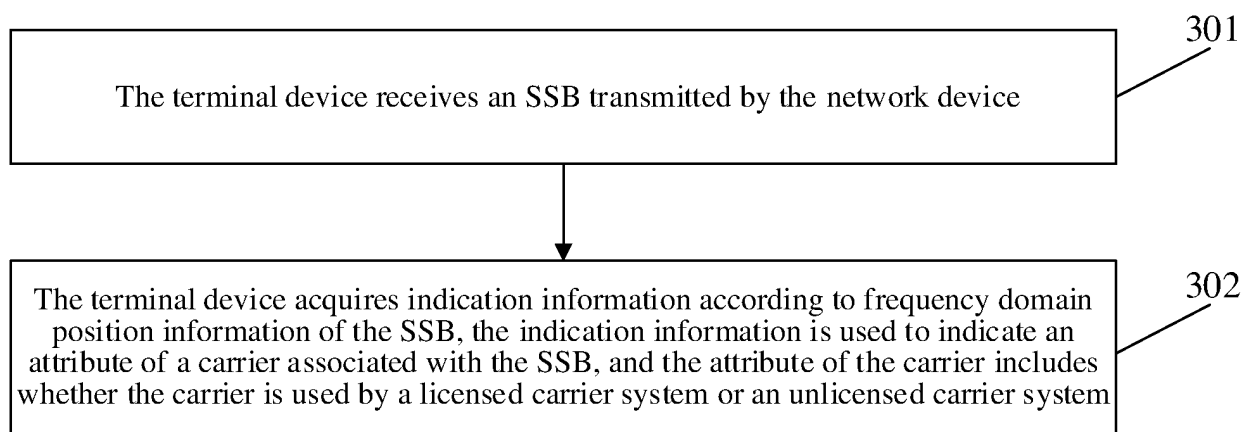 301
The terminal device receives an SSB transmitted by the network device
302
The terminal device acquires indication information according to frequency domain
position information of the SSB, the indication information is used to indicate an
attribute of a carrier associated with the SSB, and the attribute of the carrier includes
whether the carrier is used by a licensed carrier system or an unlicensed carrier system